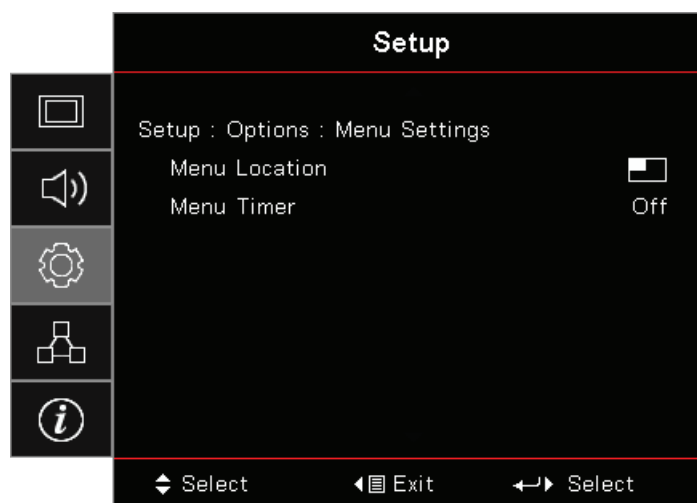 Setup
Setup : Options : Menu Settings
Menu Location
Menu Timer Off
Select Exit Select